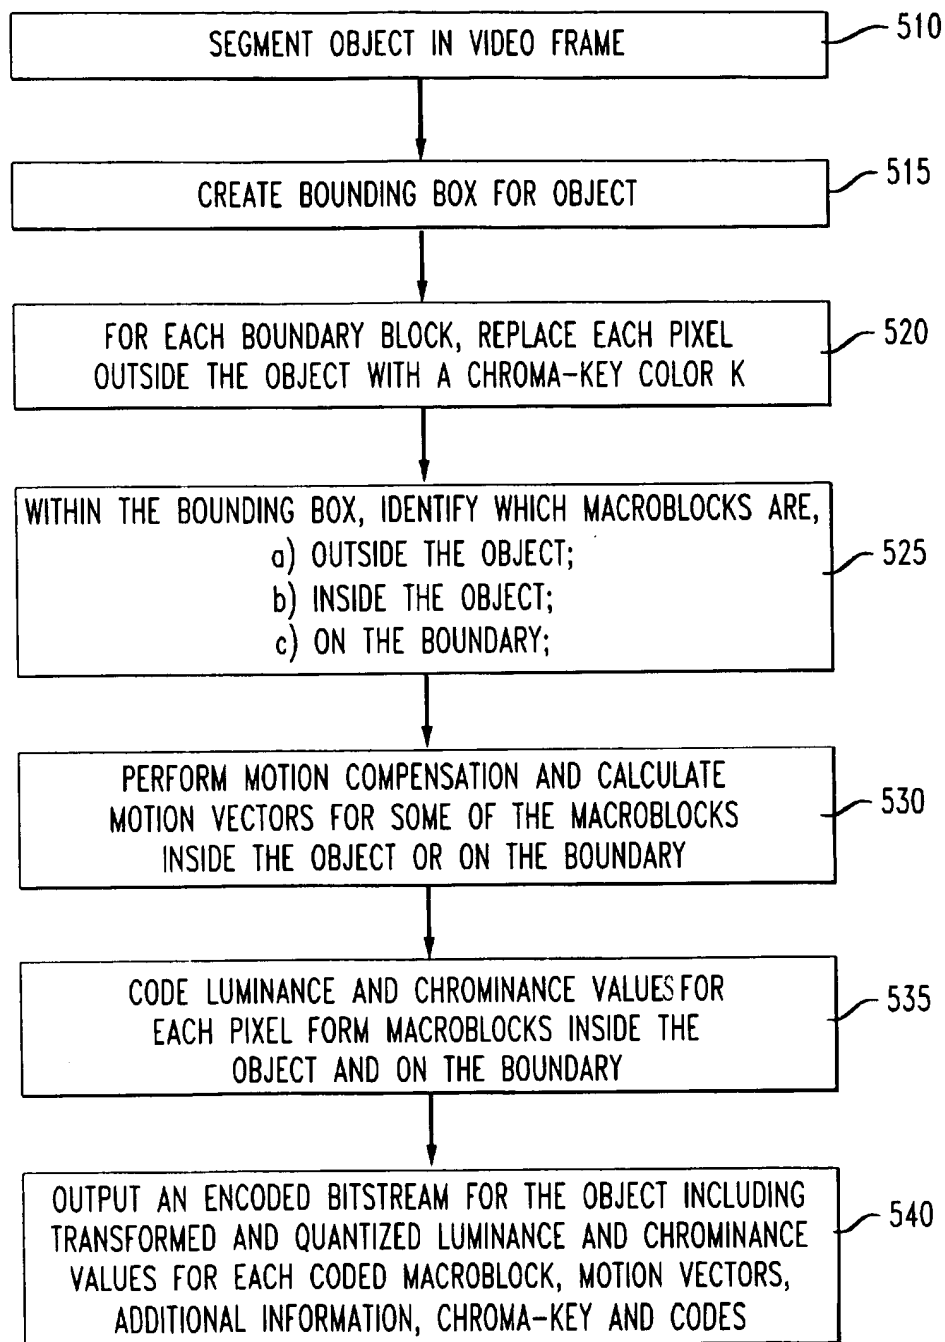 SEGMENT OBJECT IN VIDEO FRAME
510
CREATE BOUNDING BOX FOR OBJECT
515
FOR EACH BOUNDARY BLOCK, REPLACE EACH PIXEL
OUTSIDE THE OBJECT WITH A CHROMA-KEY COLOR K
520
WITHIN THE BOUNDING BOX, IDENTIFY WHICH MACROBLOCKS ARE,
a) OUTSIDE THE OBJECT;
b) INSIDE THE OBJECT;
c) ON THE BOUNDARY;
525
PERFORM MOTION COMPENSATION AND CALCULATE
MOTION VECTORS FOR SOME OF THE MACROBLOCKS
INSIDE THE OBJECT OR ON THE BOUNDARY
530
CODE LUMINANCE AND CHROMINANCE VALUES FOR
EACH PIXEL FORM MACROBLOCKS INSIDE THE
OBJECT AND ON THE BOUNDARY
535
OUTPUT AN ENCODED BITSTREAM FOR THE OBJECT INCLUDING
TRANSFORMED AND QUANTIZED LUMINANCE AND CHROMINANCE
VALUES FOR EACH CODED MACROBLOCK, MOTION VECTORS,
ADDITIONAL INFORMATION, CHROMA-KEY AND CODES
540